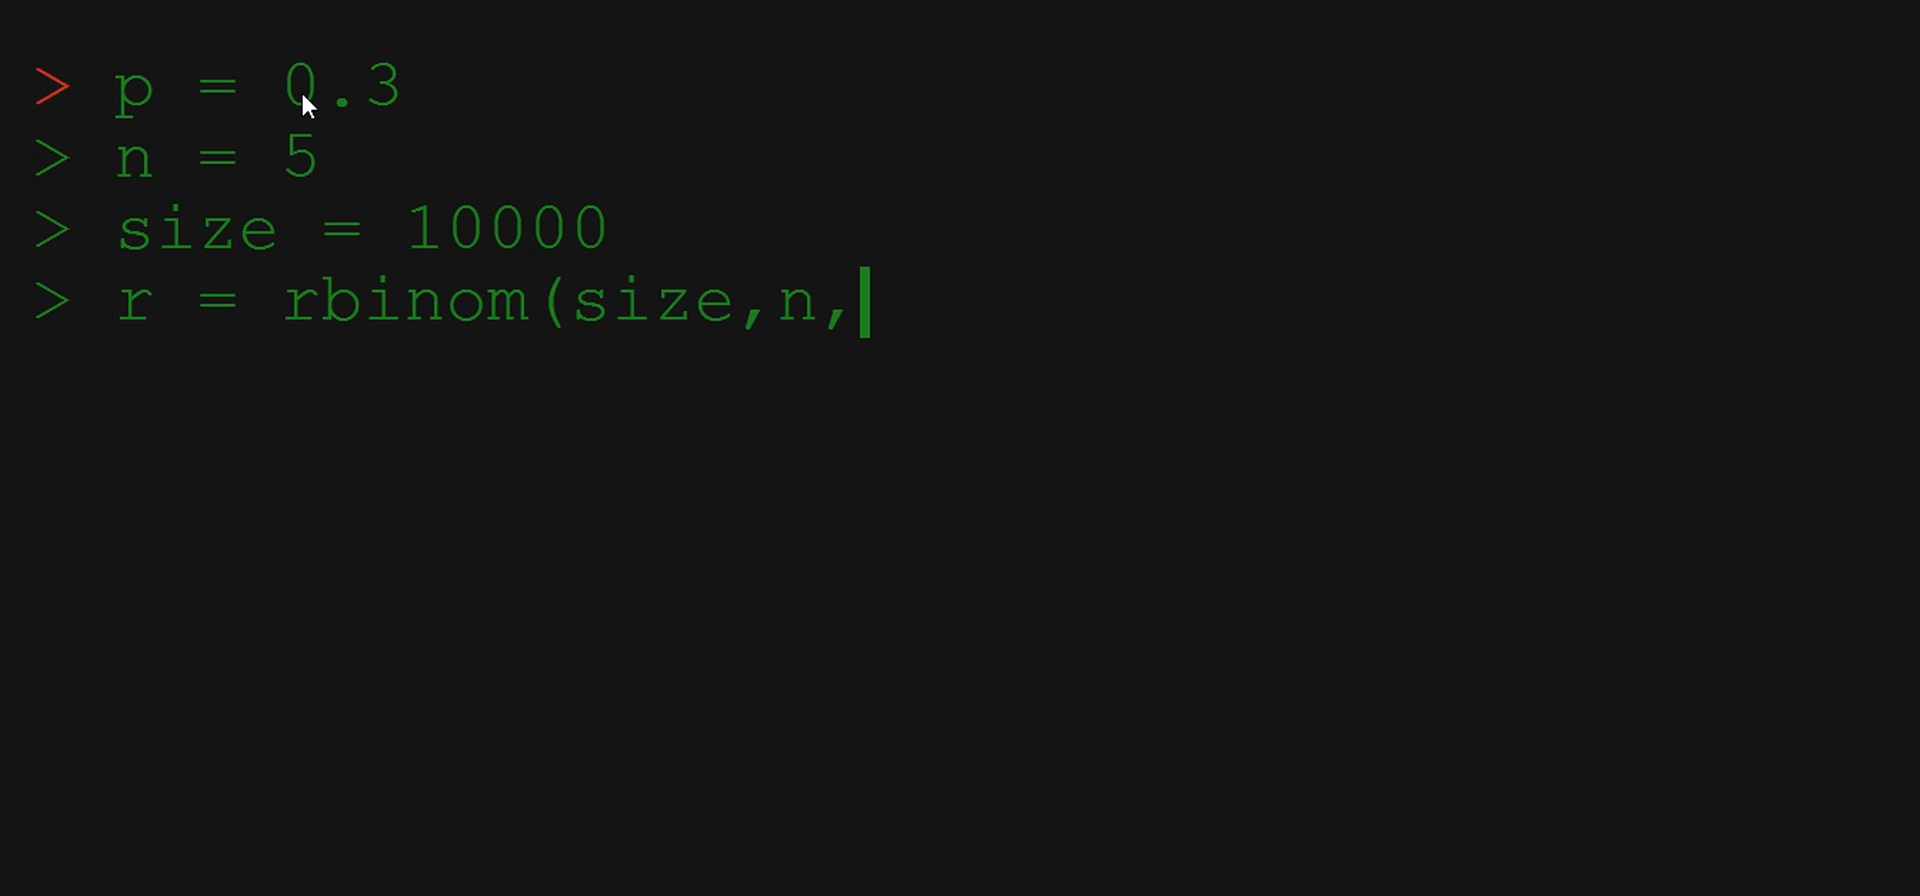 > p = 0.3
> n = 5
> size = 10000
> r = rbinom(size,n,